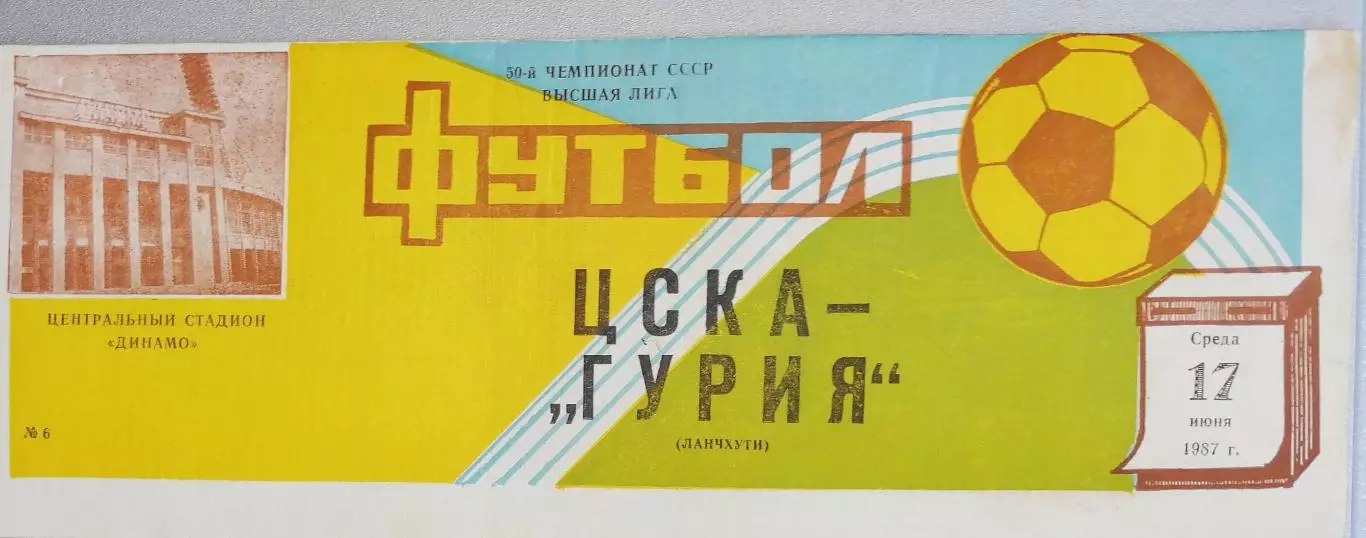 50-й ЧЕМПИОНАТ СССР
ВЫСШАЯ ЛИГА
ФУТБОЛ
ЦЕНТРАЛЬНЫЙ СТАДИОН
«ДИНАМО»
ЦСКА–
„ГУРИЯ“
(ЛАНЧХУТИ)
№ 6
Среда
17
июня
1987 г.